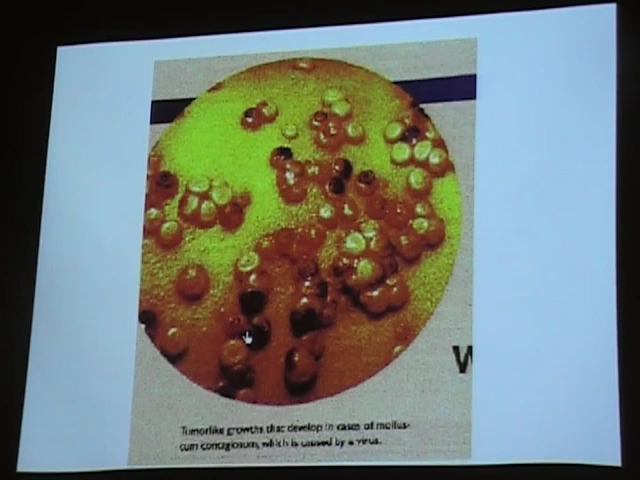 W
Tumorlike growths that develop in cases of mollus-
cum contagiosum, which is caused by a virus.